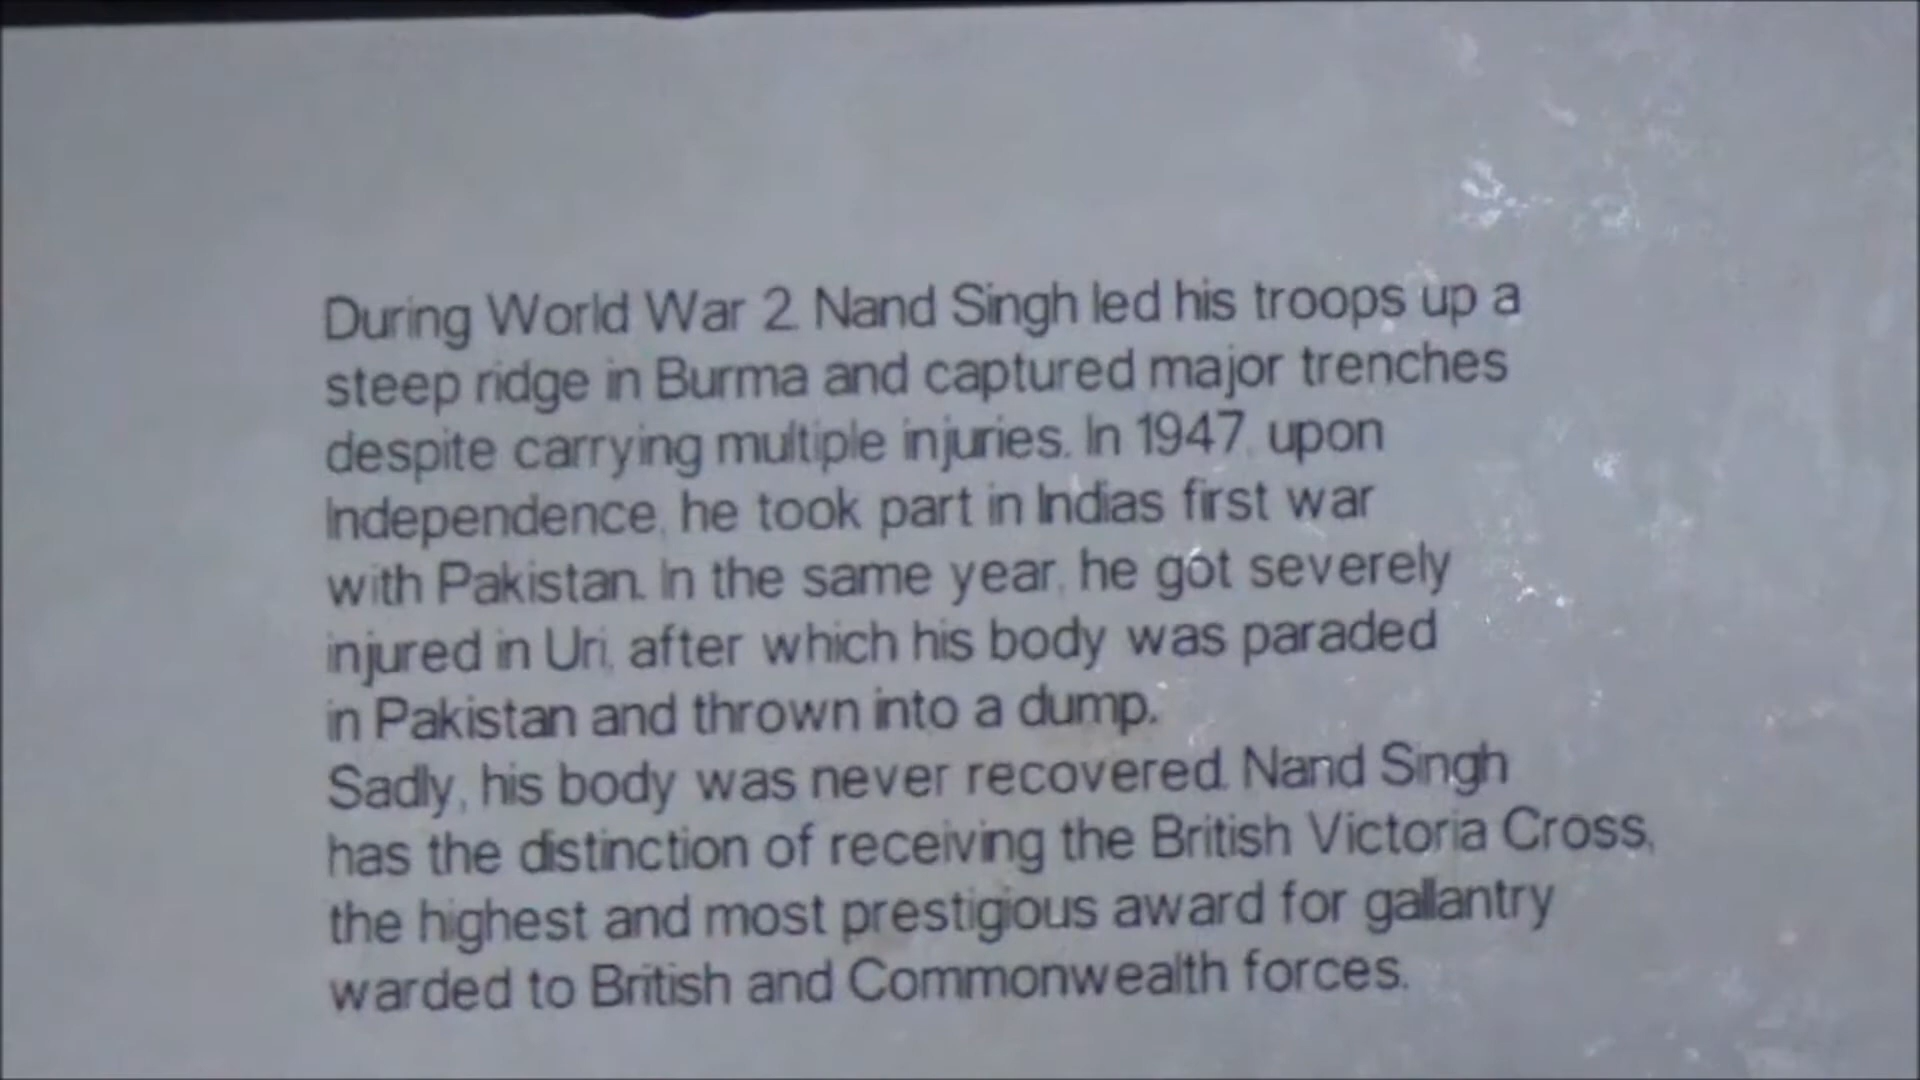 During World War 2, Nand Singh led his troops up a
steep ridge in Burma and captured major trenches
despite carrying multiple injuries. In 1947, upon
Independence, he took part in Indias first war
with Pakistan. In the same year, he got severely
injured in Uri, after which his body was paraded
in Pakistan and thrown into a dump.
Sadly, his body was never recovered. Nand Singh
has the distinction of receiving the British Victoria Cross,
the highest and most prestigious award for gallantry
warded to British and Commonwealth forces.